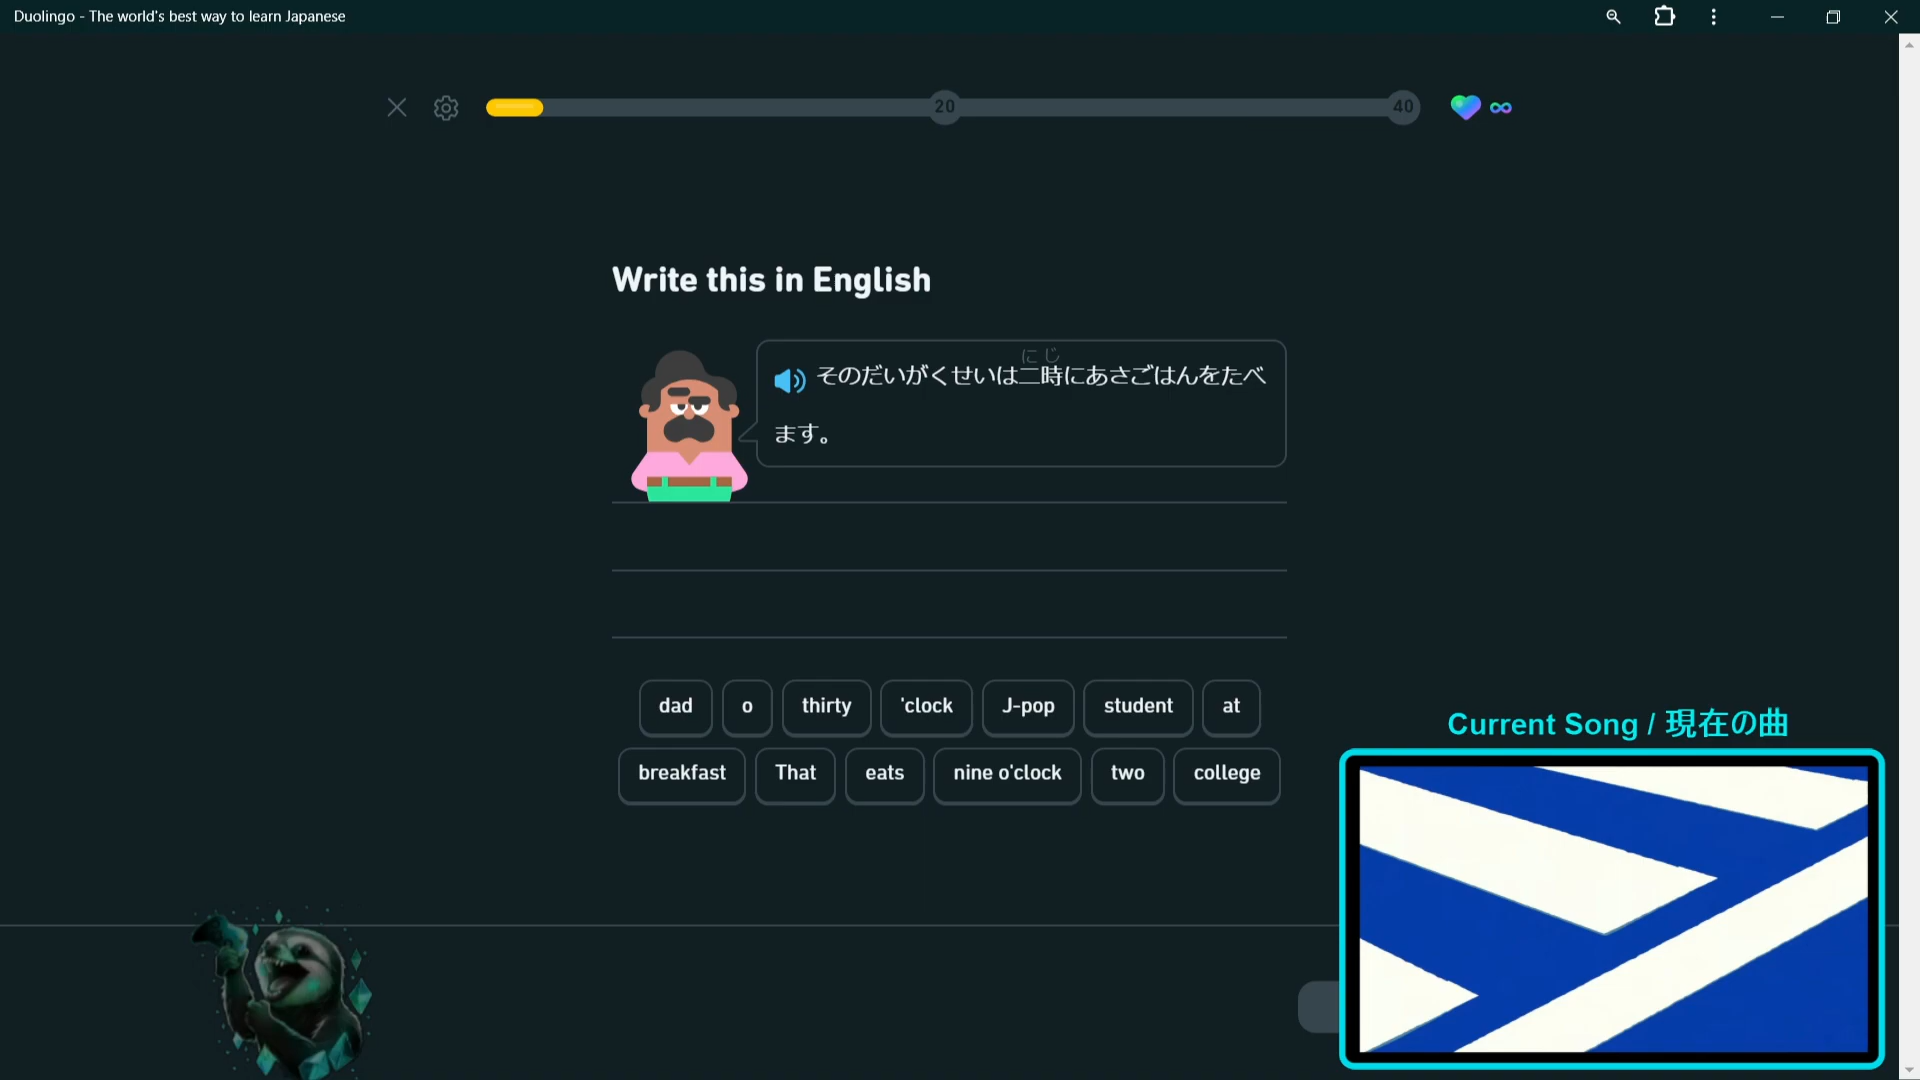 Duolingo - The world's best way to learn Japanese
20
40
Write this in English
にじ
そのだいがくせいは二時にあさごはんをたべ
ます。
dad o thirty 'clock J-pop student at
breakfast That eats nine o'clock two college
Current Song / 現在の曲